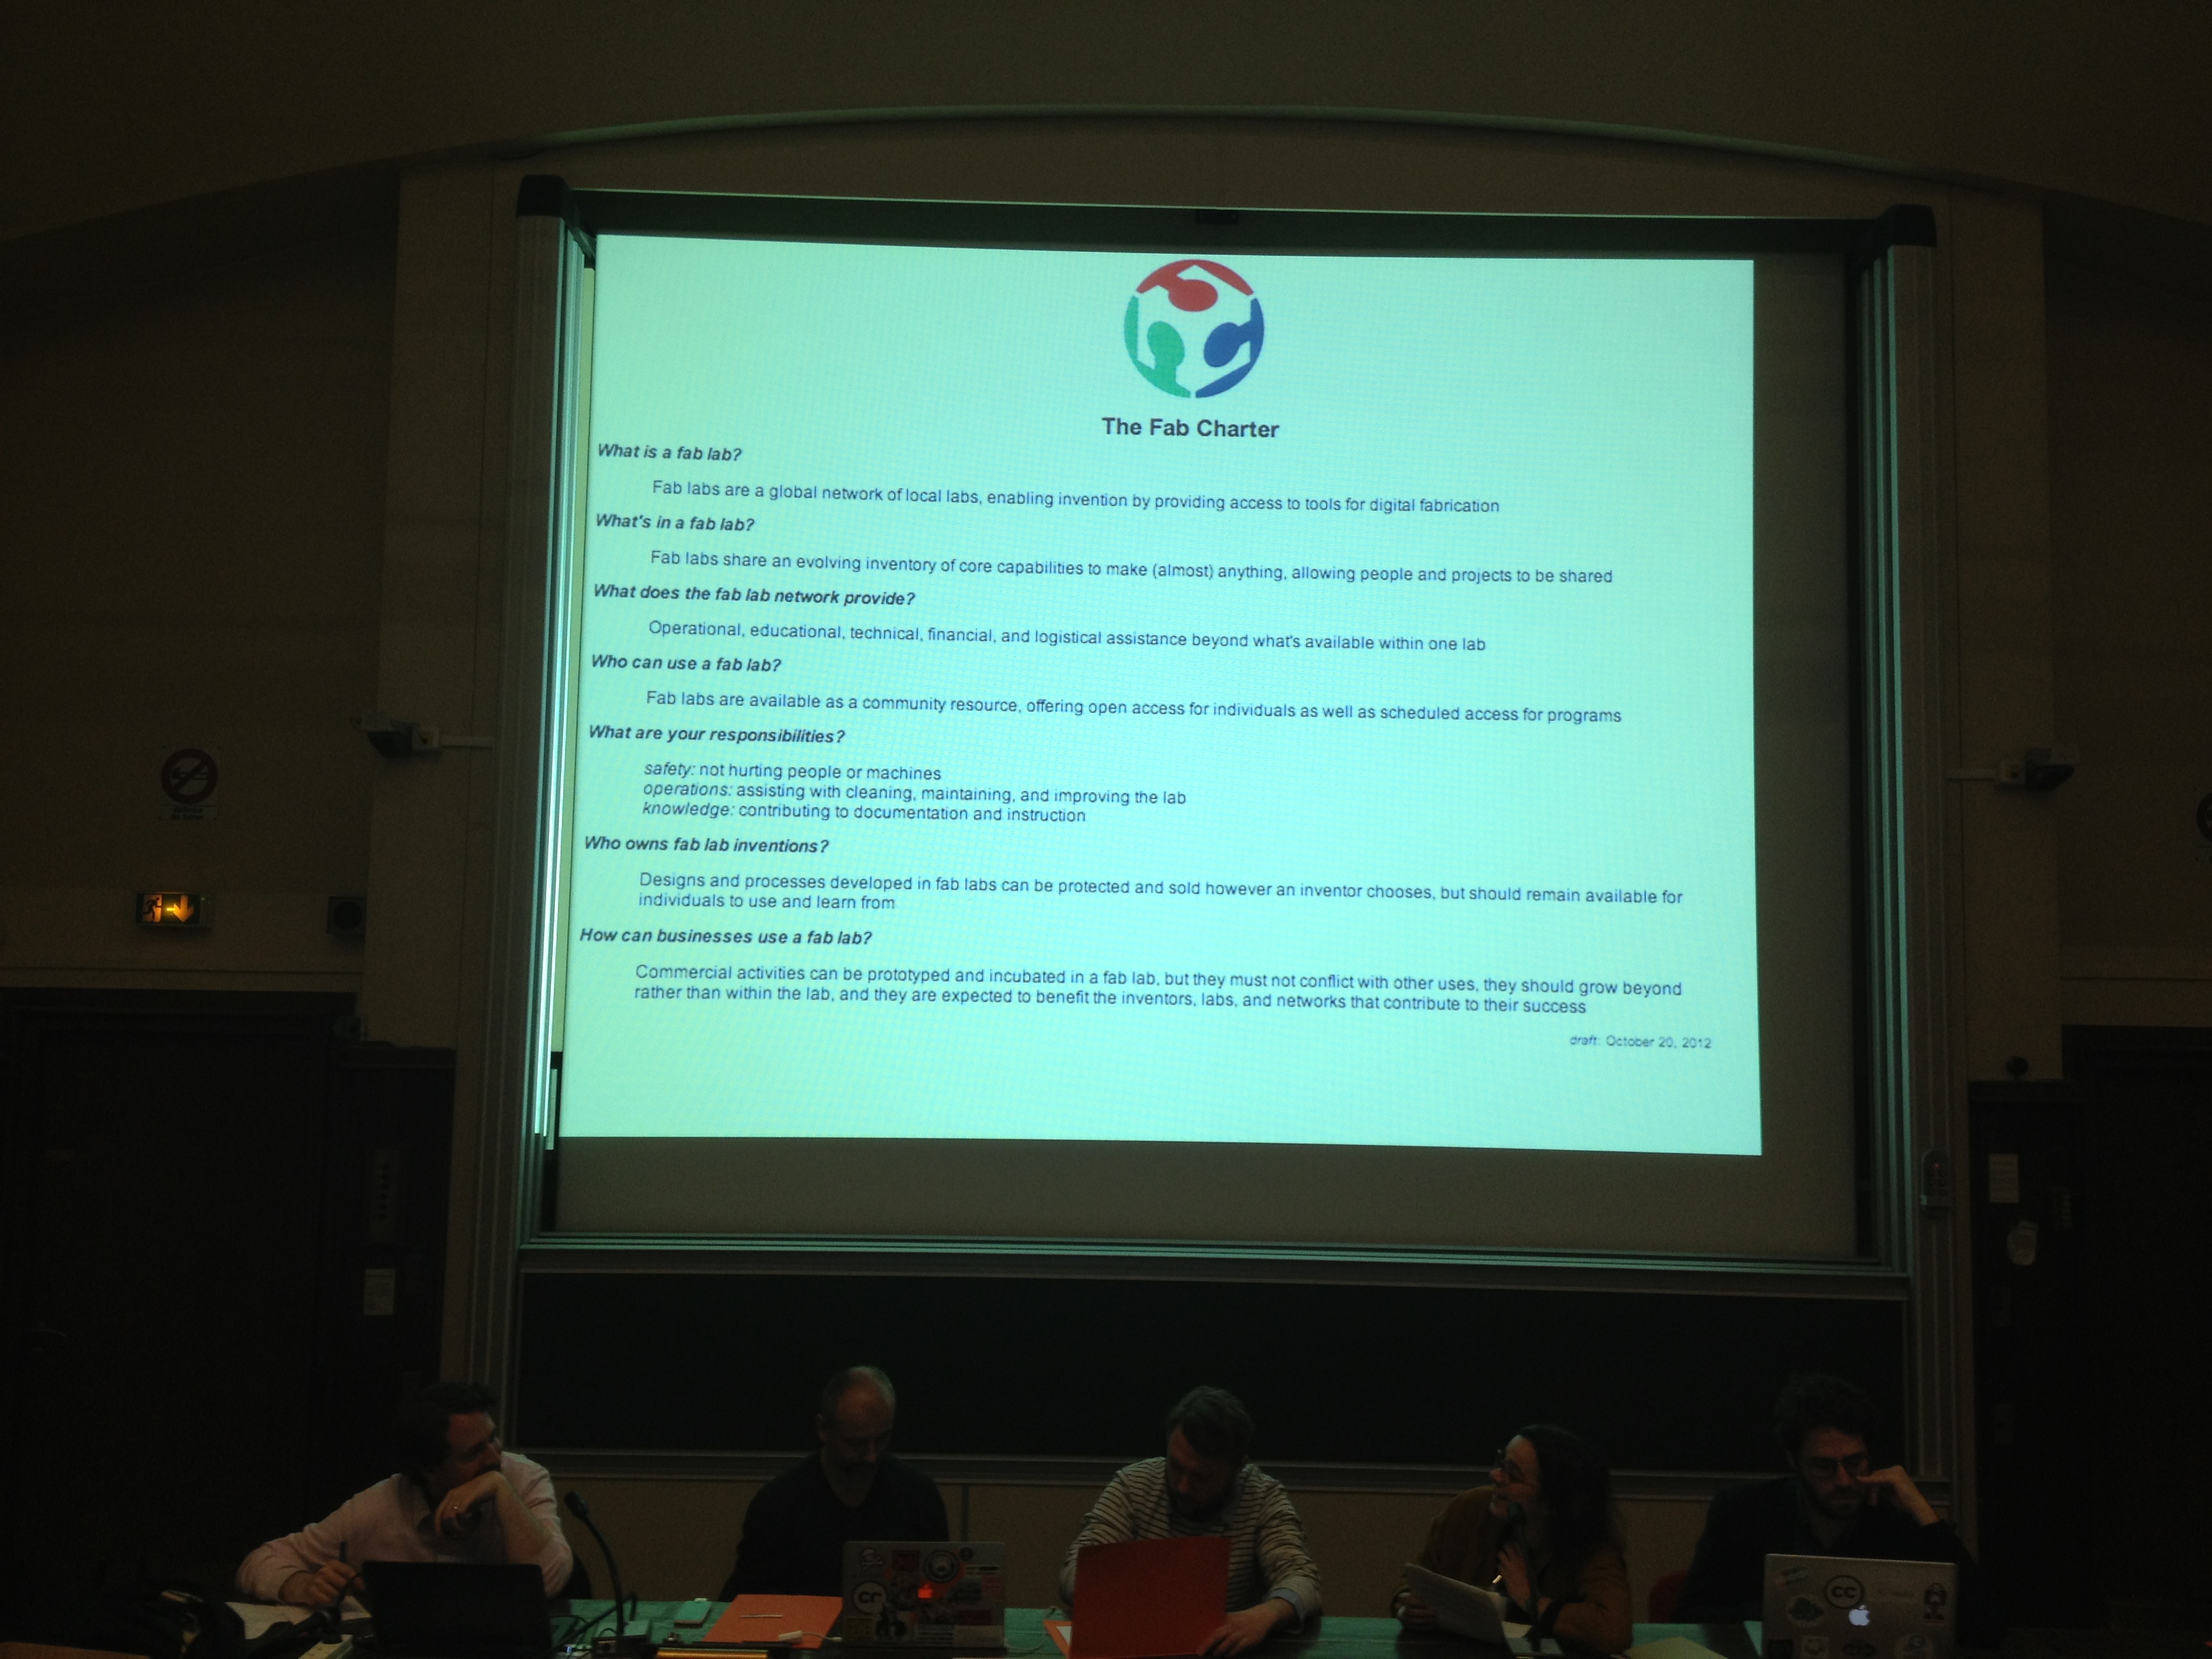 The Fab Charter
What is a fab lab?
Fab labs are a global network of local labs, enabling invention by providing access to tools for digital fabrication
What's in a fab lab?
Fab labs share an evolving inventory of core capabilities to make (almost) anything, allowing people and projects to be shared
What does the fab lab network provide?
Operational, educational, technical, financial, and logistical assistance beyond what's available within one lab
Who can use a fab lab?
Fab labs are available as a community resource, offering open access for individuals as well as scheduled access for programs
What are your responsibilities?
safety: not hurting people or machines
operations: assisting with cleaning, maintaining, and improving the lab
knowledge: contributing to documentation and instruction
Who owns fab lab inventions?
Designs and processes developed in fab labs can be protected and sold however an inventor chooses, but should remain available for
individuals to use and learn from
How can businesses use a fab lab?
Commercial activities can be prototyped and incubated in a fab lab, but they must not conflict with other uses, they should grow beyond
rather than within the lab, and they are expected to benefit the inventors, labs, and networks that contribute to their success
draft: October 20, 2012
cc
cc